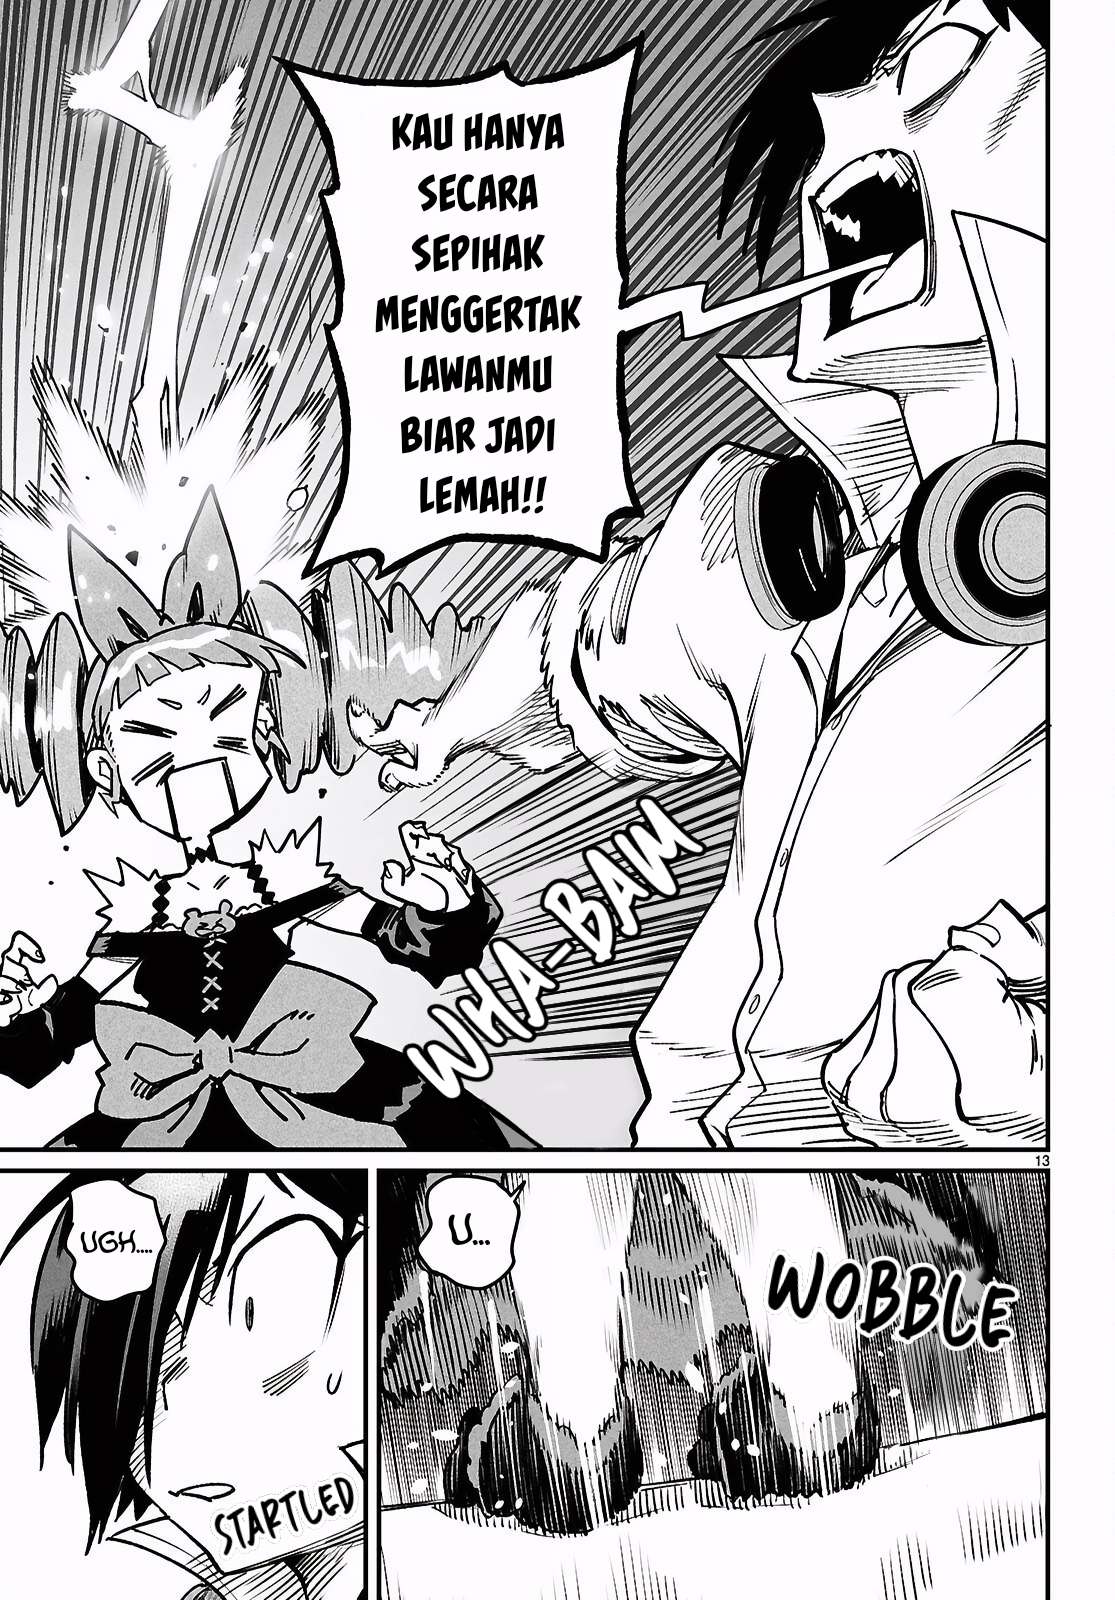 KAU HANYA
SECARA
SEPIHAK
MENGGERTAK
LAWANMU
BIAR JADI
LEMAH!!
WHA-BAM
13
U...
WOBBLE
UGH....
STARTLED